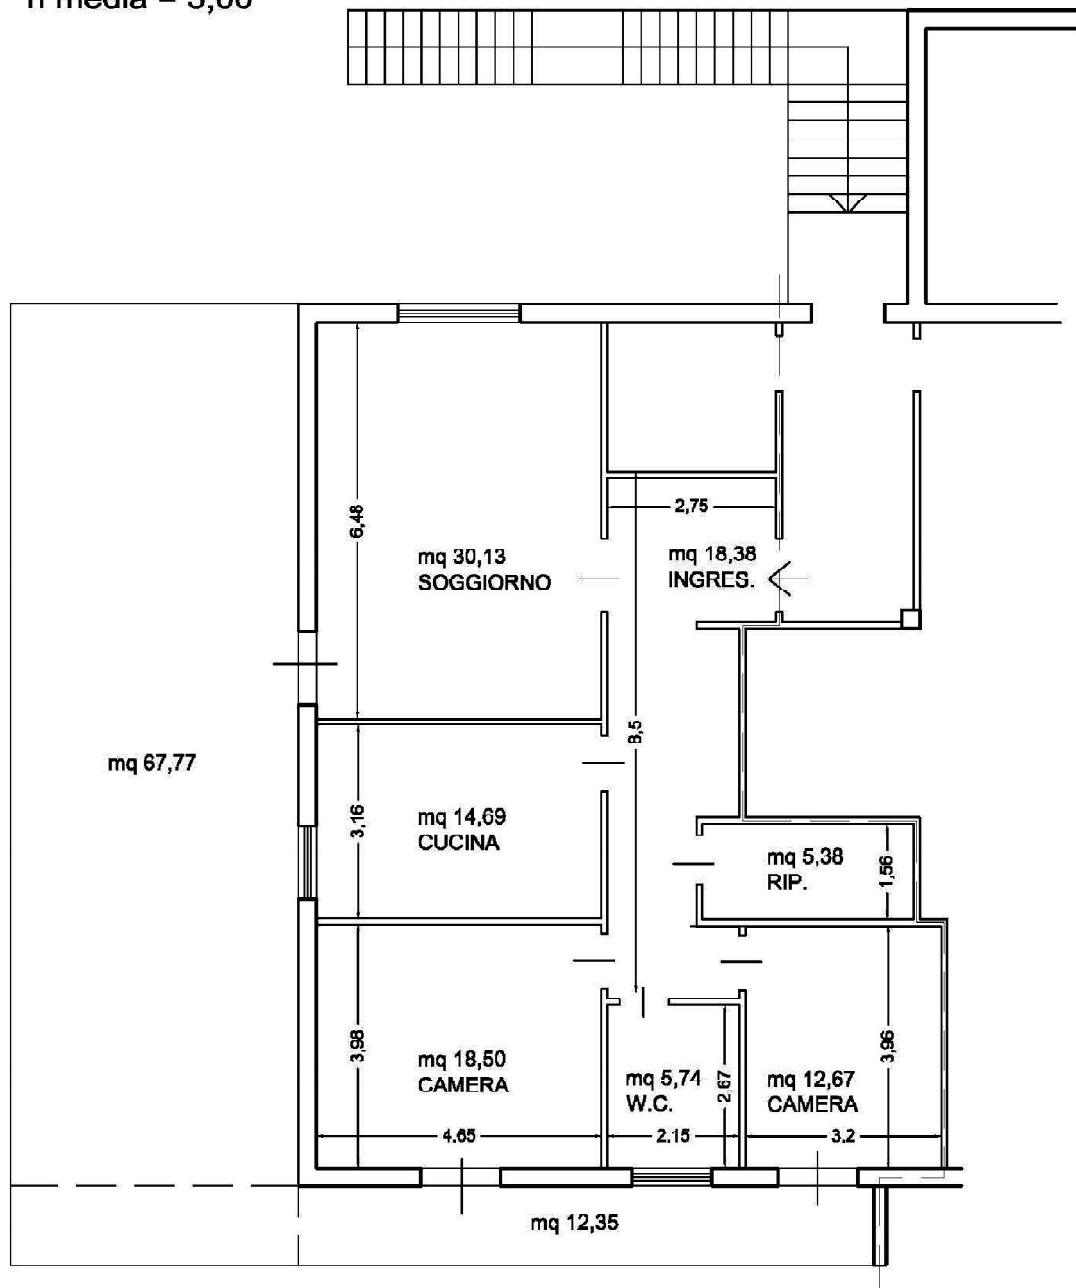 2,75
6,48
mq 30,13
SOGGIORNO
mq 18,38
INGRES.
8,5
mq 67,77
3,16
mq 14,69
CUCINA
mq 5,38
RIP.
1,56
3,98
mq 18,50
CAMERA
mq 5,74
W.C.
2,67
mq 12,67
CAMERA
3,96
4.65
2.15
3.2
mq 12,35